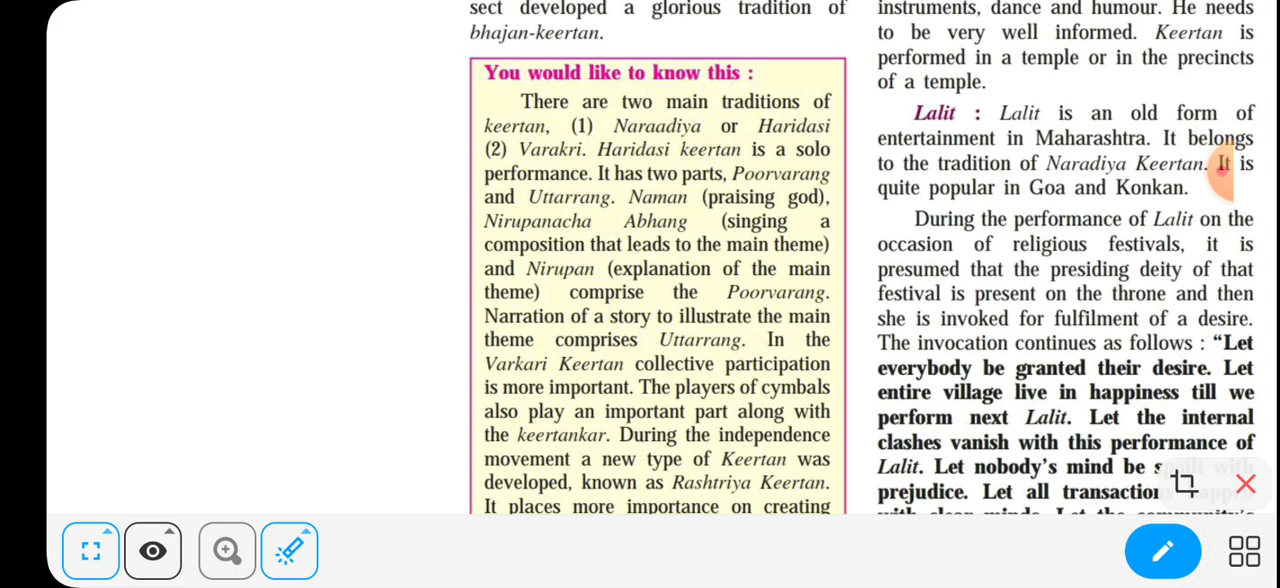 sect developed a glorious tradition of
bhajan-keertan.
You would like to know this :
There are two main traditions of
keertan, (1) Naraadiya or Haridasi
(2) Varakri. Haridasi keertan is a solo
performance. It has two parts, Poorvarang
and Uttarrang. Naman (praising god),
Nirupanacha Abhang (singing a
composition that leads to the main theme)
and Nirupan (explanation of the main
theme) comprise the Poorvarang.
Narration of a story to illustrate the main
theme comprises Uttarrang. In the
Varkari Keertan collective participation
is more important. The players of cymbals
also play an important part along with
the keertankar. During the independence
movement a new type of Keertan was
developed, known as Rashtriya Keertan.
It places more importance on creating
instruments, dance and humour. He needs
to be very well informed. Keertan is
performed in a temple or in the precincts
of a temple.
Lalit : Lalit is an old form of
entertainment in Maharashtra. It belongs
to the tradition of Naradiya Keertan. It is
quite popular in Goa and Konkan.
During the performance of Lalit on the
occasion of religious festivals, it is
presumed that the presiding deity of that
festival is present on the throne and then
she is invoked for fulfilment of a desire.
The invocation continues as follows : “Let
everybody be granted their desire. Let
entire village live in happiness till we
perform next Lalit. Let the internal
clashes vanish with this performance of
Lalit. Let nobody’s mind be with
prejudice. Let all